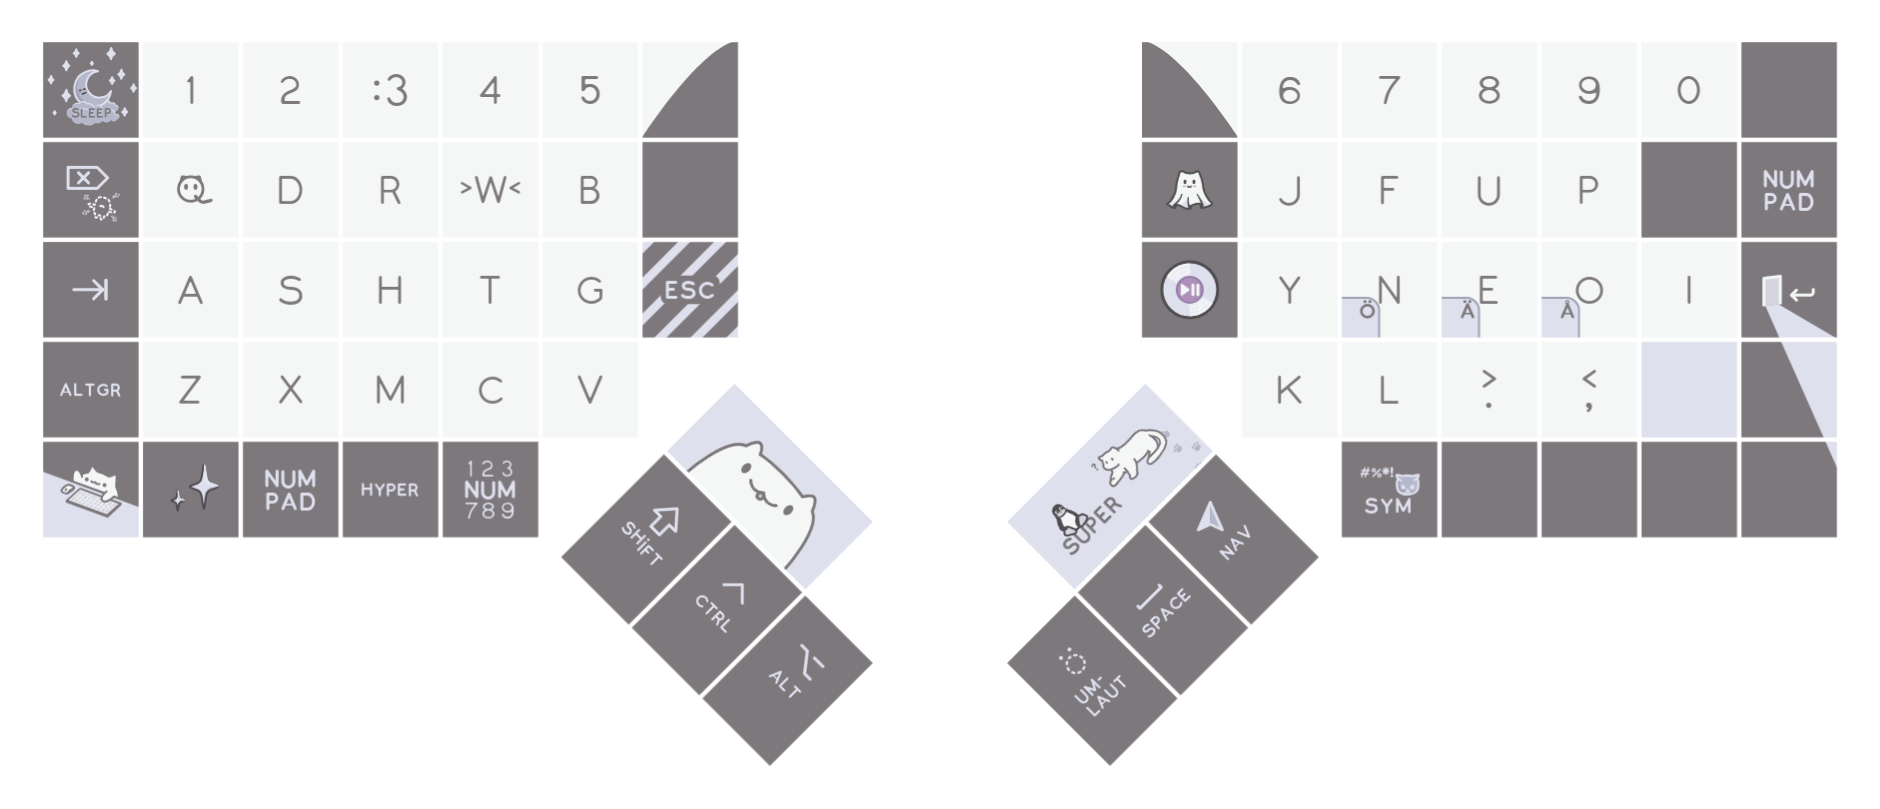 SLEEP 1 2 :3 4 5
Q D R >W< B
A S H T G ESC
ALTGR Z X M C V
NUM
PAD
HYPER
1 2 3
NUM
7 8 9
SHiFT
CTRL
ALT
6 7 8 9 0
J F U P
NUM
PAD
Y N Ö E Ä O Å I
K L > . < ,
?
SUPER
NAV
SPACE
UM-
LAUT
#%*!
SYM